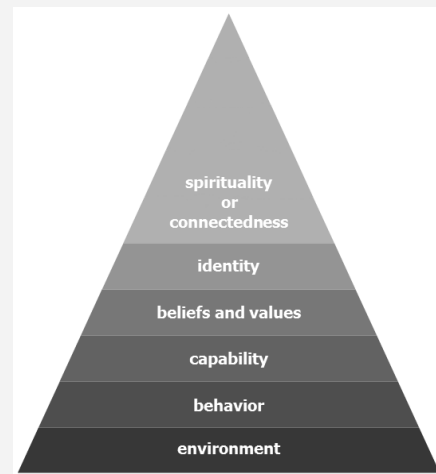 spirituality
or
connectedness
identity
beliefs and values
capability
behavior
environment